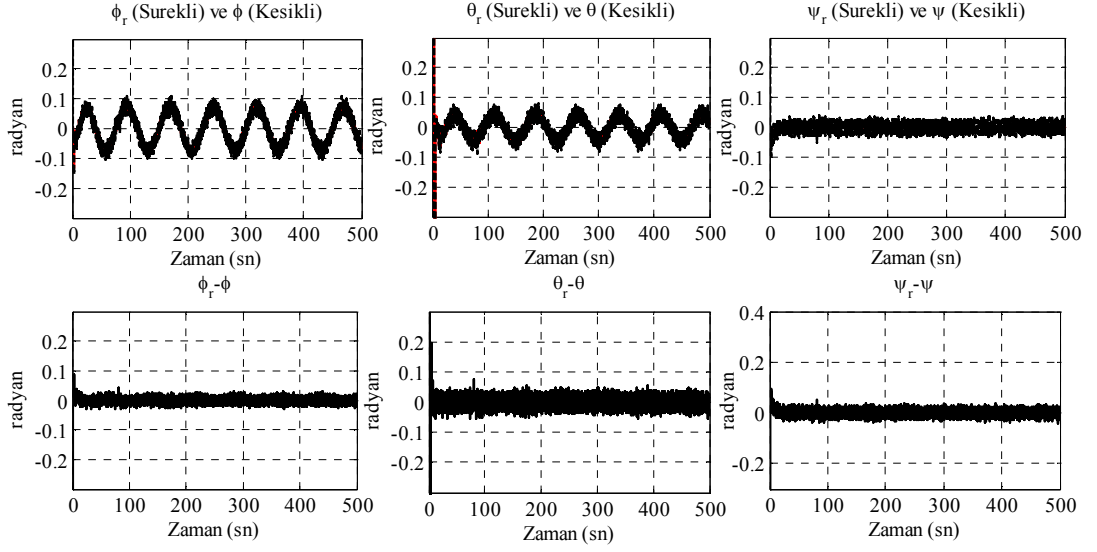 ϕr (Surekli) ve ϕ (Kesikli)
radyan
0.2
0.1
0
-0.1
-0.2
0 100 200 300 400 500
Zaman (sn)
θr (Surekli) ve θ (Kesikli)
radyan
0.2
0.1
0
-0.1
-0.2
0 100 200 300 400 500
Zaman (sn)
ψr (Surekli) ve ψ (Kesikli)
radyan
0.2
0.1
0
-0.1
-0.2
0 100 200 300 400 500
Zaman (sn)
ϕr-ϕ
radyan
0.2
0.1
0
-0.1
-0.2
0 100 200 300 400 500
Zaman (sn)
θr-θ
radyan
0.2
0.1
0
-0.1
-0.2
0 100 200 300 400 500
Zaman (sn)
ψr-ψ
radyan
0.4
0.2
0
-0.2
0 100 200 300 400 500
Zaman (sn)